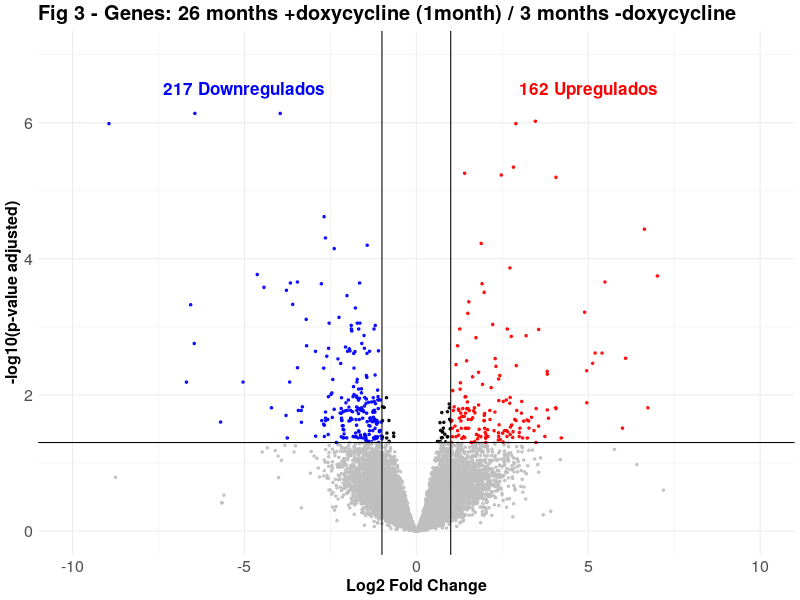 Fig 3 - Genes: 26 months +doxycycline (1month) / 3 months -doxycycline
217 Downregulados
162 Upregulados
6
4
2
0
-log10(p-value adjusted)
-10
-5
0
5
10
Log2 Fold Change